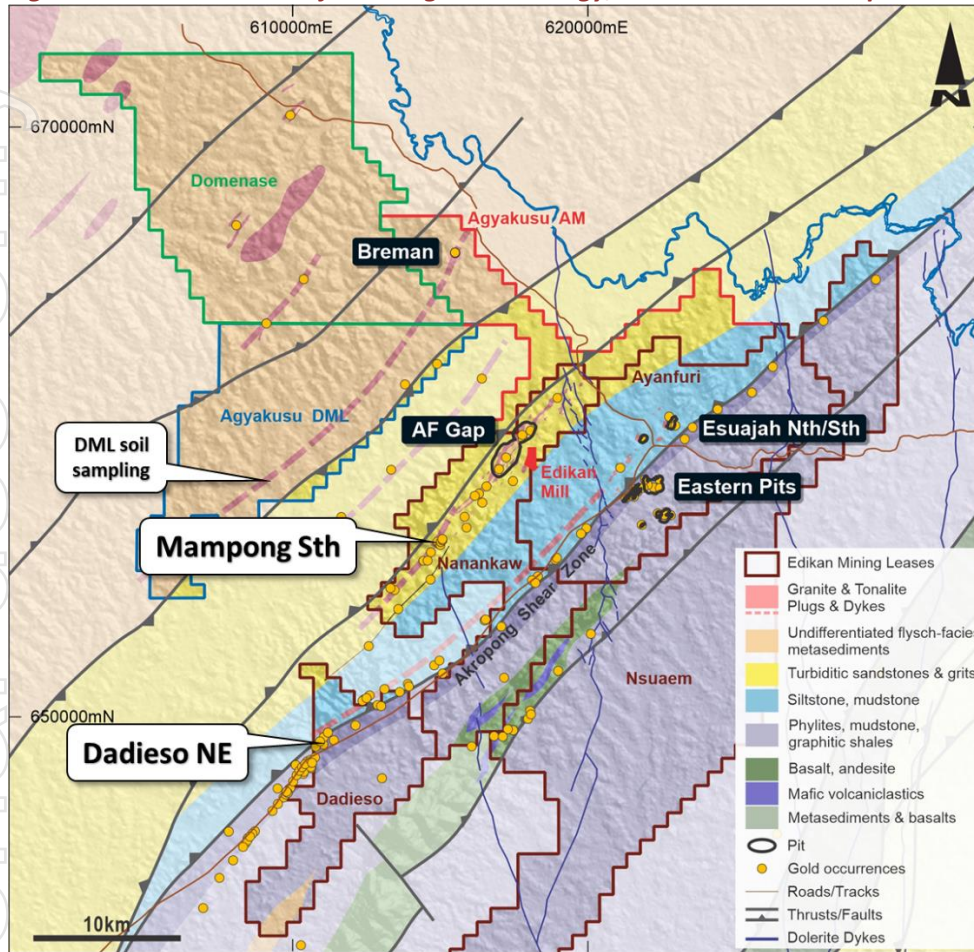 610000mE
620000mE
N
670000mN
Domenase
Agyakusu AM
Breman
Agyakusu DML
Ayanfuri
AF Gap
Esuajah Nth/Sth
DML soil
sampling
Edikan
Mill
Eastern Pits
Mampong Sth
Nanankaw
Akropong Shear Zone
Nsuaem
650000mN
Dadieso NE
Dadieso
10km
Edikan Mining Leases
Granite & Tonalite
Plugs & Dykes
Undifferentiated flysch-facie
metasediments
Turbiditic sandstones & grits
Siltstone, mudstone
Phylites, mudstone,
graphitic shales
Basalt, andesite
Mafic volcaniclastics
Metasediments & basalts
Pit
Gold occurrences
Roads/Tracks
Thrusts/Faults
Dolerite Dykes